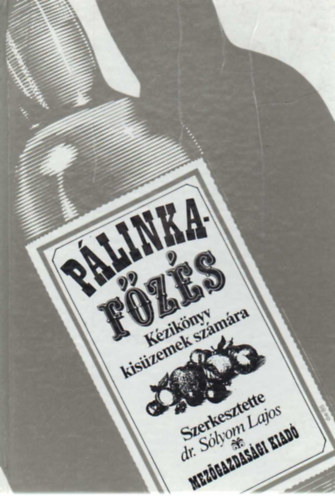 PÁLINKA-
FŐZÉS
Kézikönyv
kisüzemek számára
Szerkesztette
dr. Sólyom Lajos
MEZŐGAZDASÁGI KIADÓ